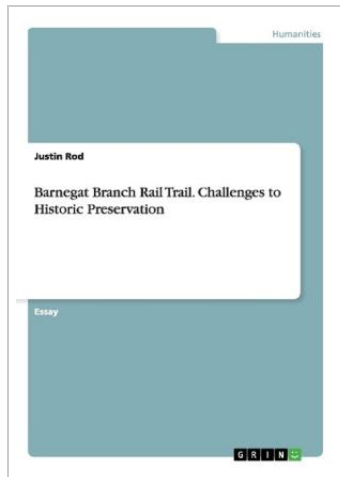 Humanities
Justin Rod
Barnegat Branch Rail Trail. Challenges to
Historic Preservation
Essay
GRIN